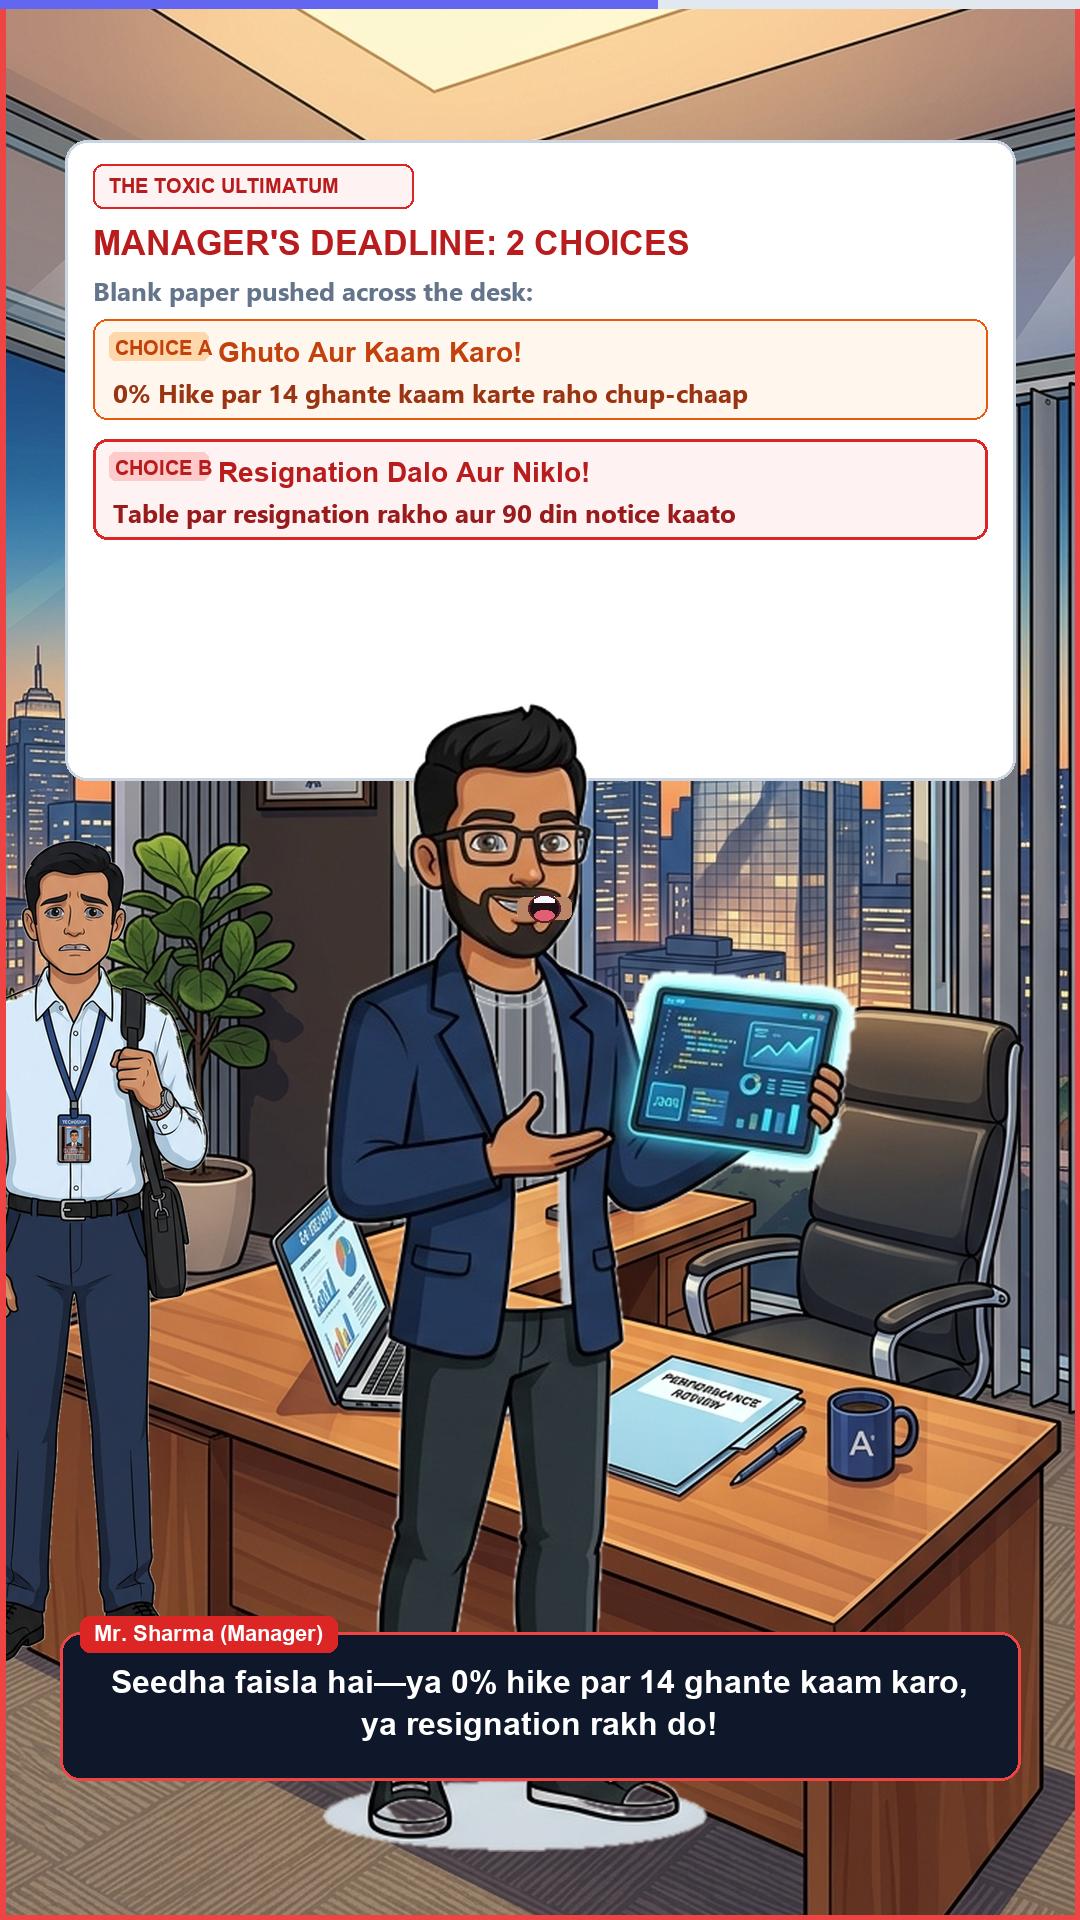 THE TOXIC ULTIMATUM
MANAGER'S DEADLINE: 2 CHOICES
Blank paper pushed across the desk:
CHOICE A Ghuto Aur Kaam Karo!
0% Hike par 14 ghante kaam karte raho chup-chaap
CHOICE B Resignation Dalo Aur Niklo!
Table par resignation rakho aur 90 din notice kaato
PERFORMANCE
A
Mr. Sharma (Manager)
Seedha faisla hai—ya 0% hike par 14 ghante kaam karo,
ya resignation rakh do!